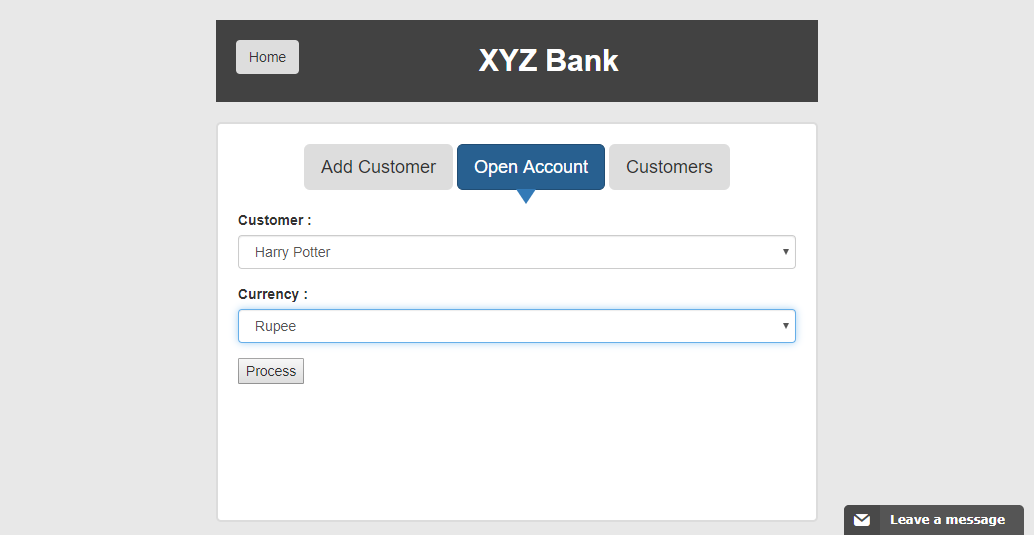 Home
XYZ Bank
Add Customer
Open Account
Customers
Customer :
Harry Potter
Currency :
Rupee
Process
Leave a message